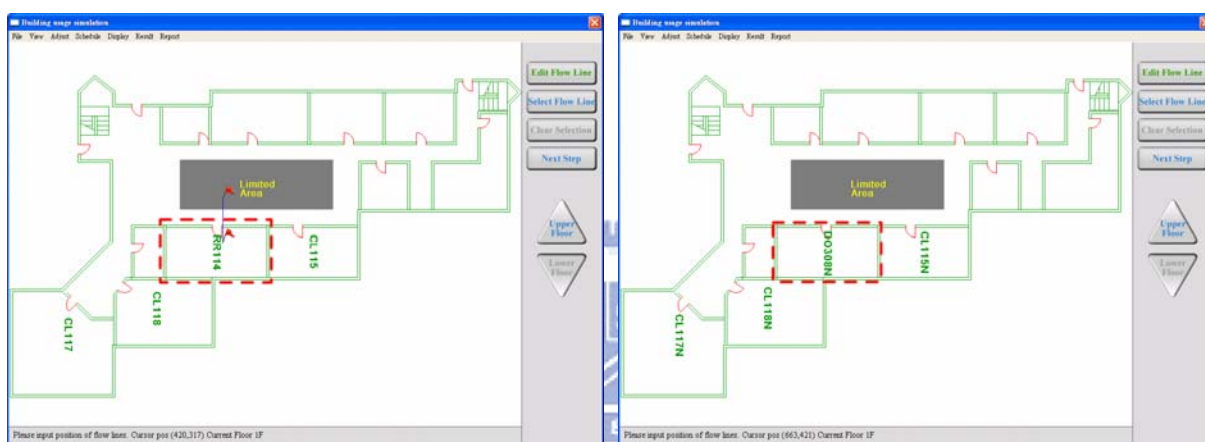 Building usage simulation
File View Adjust Schedule Display Result Report
Edit Flow Line
Select Flow Line
Clear Selection
Next Step
Upper
Floor
Lower
Floor
Limited
Area
RR114
CL115
CL118
CL117
Please input position of flow lines. Cursor pos (420,317) Current Floor 1F
Building usage simulation
File View Adjust Schedule Display Result Report
Edit Flow Line
Select Flow Line
Clear Selection
Next Step
Upper
Floor
Lower
Floor
Limited
Area
DO308N
CL115N
CL118N
CL117N
Please input position of flow lines. Cursor pos (663,421) Current Floor 1F